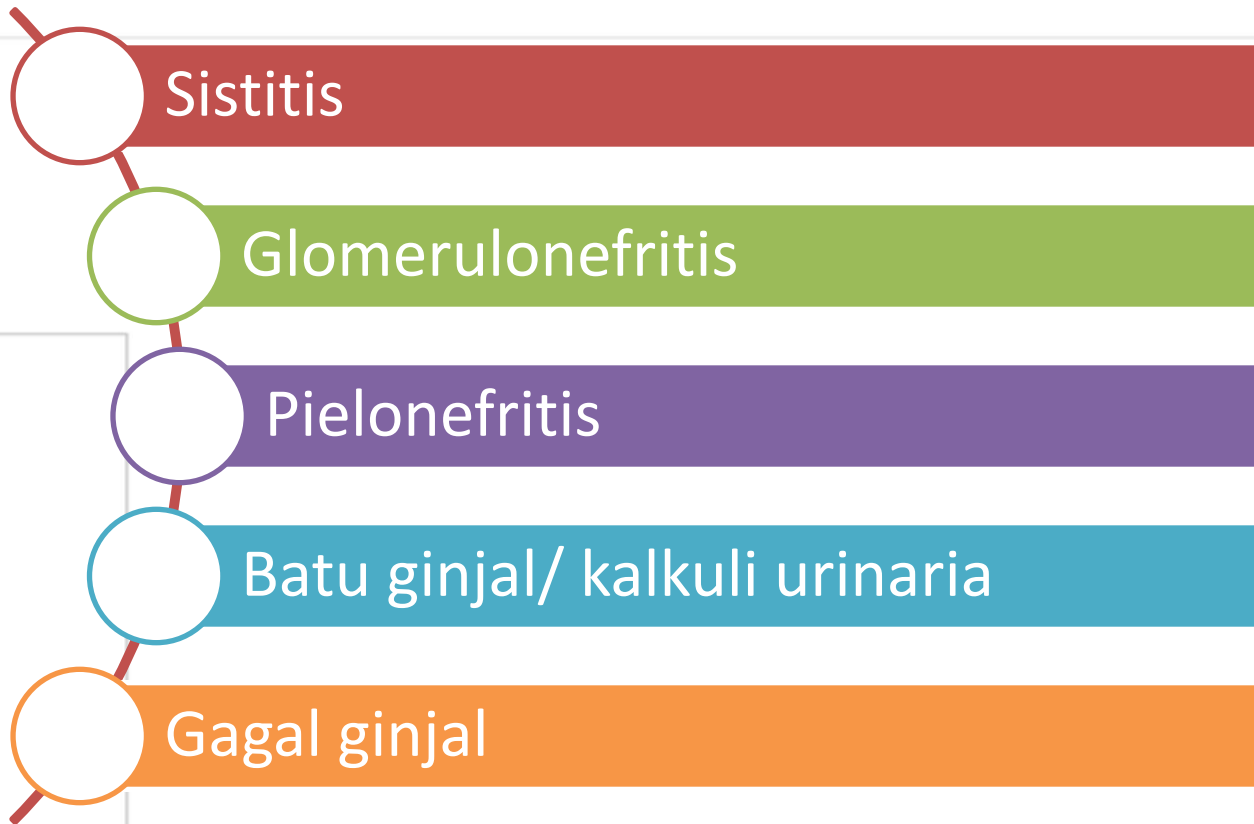 Sistitis
Glomerulonefritis
Pielonefritis
Batu ginjal/ kalkuli urinaria
Gagal ginjal